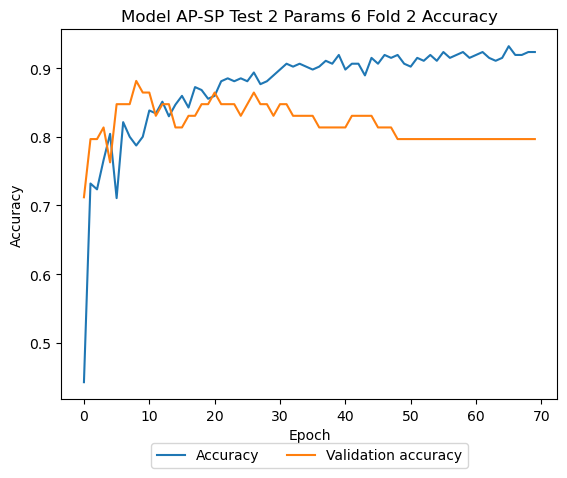 Model AP-SP Test 2 Params 6 Fold 2 Accuracy
Accuracy
0.9
0.8
0.7
0.6
0.5
0 10 20 30 40 50 60 70
Epoch
Accuracy Validation accuracy